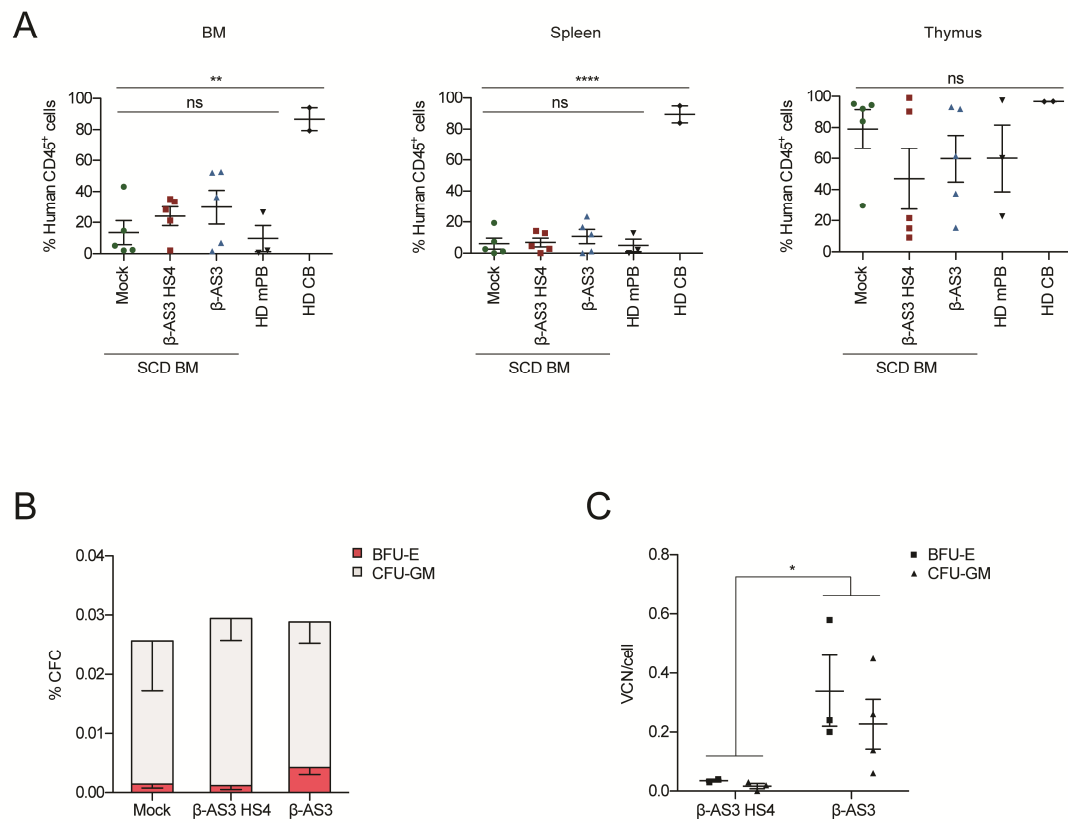 A
BM
Spleen
Thymus
**
ns
% Human CD45+ cells
100
80
60
40
20
0
Mock
β-AS3 HS4
β-AS3
HD mPB
HD CB
SCD BM
****
ns
% Human CD45+ cells
100
80
60
40
20
0
Mock
β-AS3 HS4
β-AS3
HD mPB
HD CB
SCD BM
ns
% Human CD45+ cells
100
80
60
40
20
0
Mock
β-AS3 HS4
β-AS3
HD mPB
HD CB
SCD BM
B
BFU-E
CFU-GM
% CFC
0.04
0.03
0.02
0.01
0.00
Mock
β-AS3 HS4
β-AS3
C
BFU-E
CFU-GM
*
VCN/cell
0.8
0.6
0.4
0.2
0.0
β-AS3 HS4
β-AS3